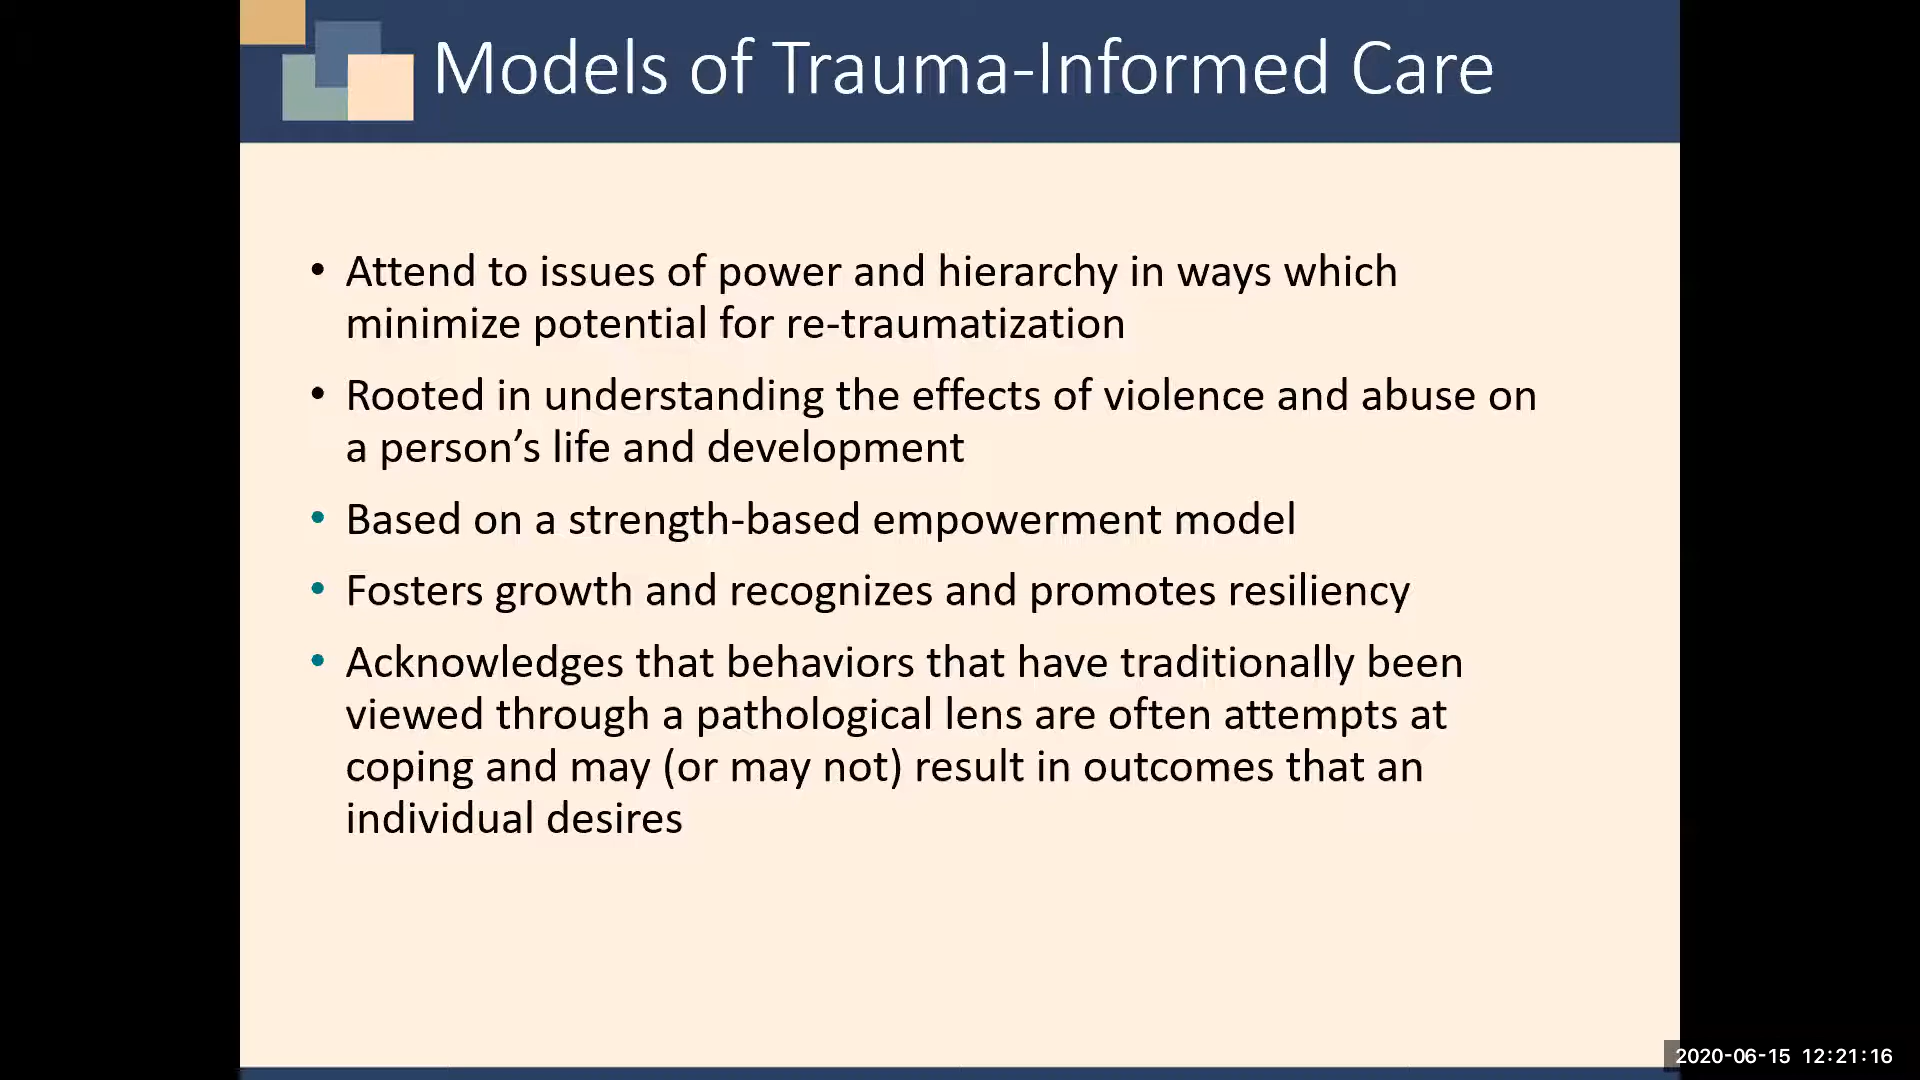 Models of Trauma-Informed Care
• Attend to issues of power and hierarchy in ways which
minimize potential for re-traumatization
• Rooted in understanding the effects of violence and abuse on
a person’s life and development
• Based on a strength-based empowerment model
• Fosters growth and recognizes and promotes resiliency
• Acknowledges that behaviors that have traditionally been
viewed through a pathological lens are often attempts at
coping and may (or may not) result in outcomes that an
individual desires
2020-06-15 12:21:16